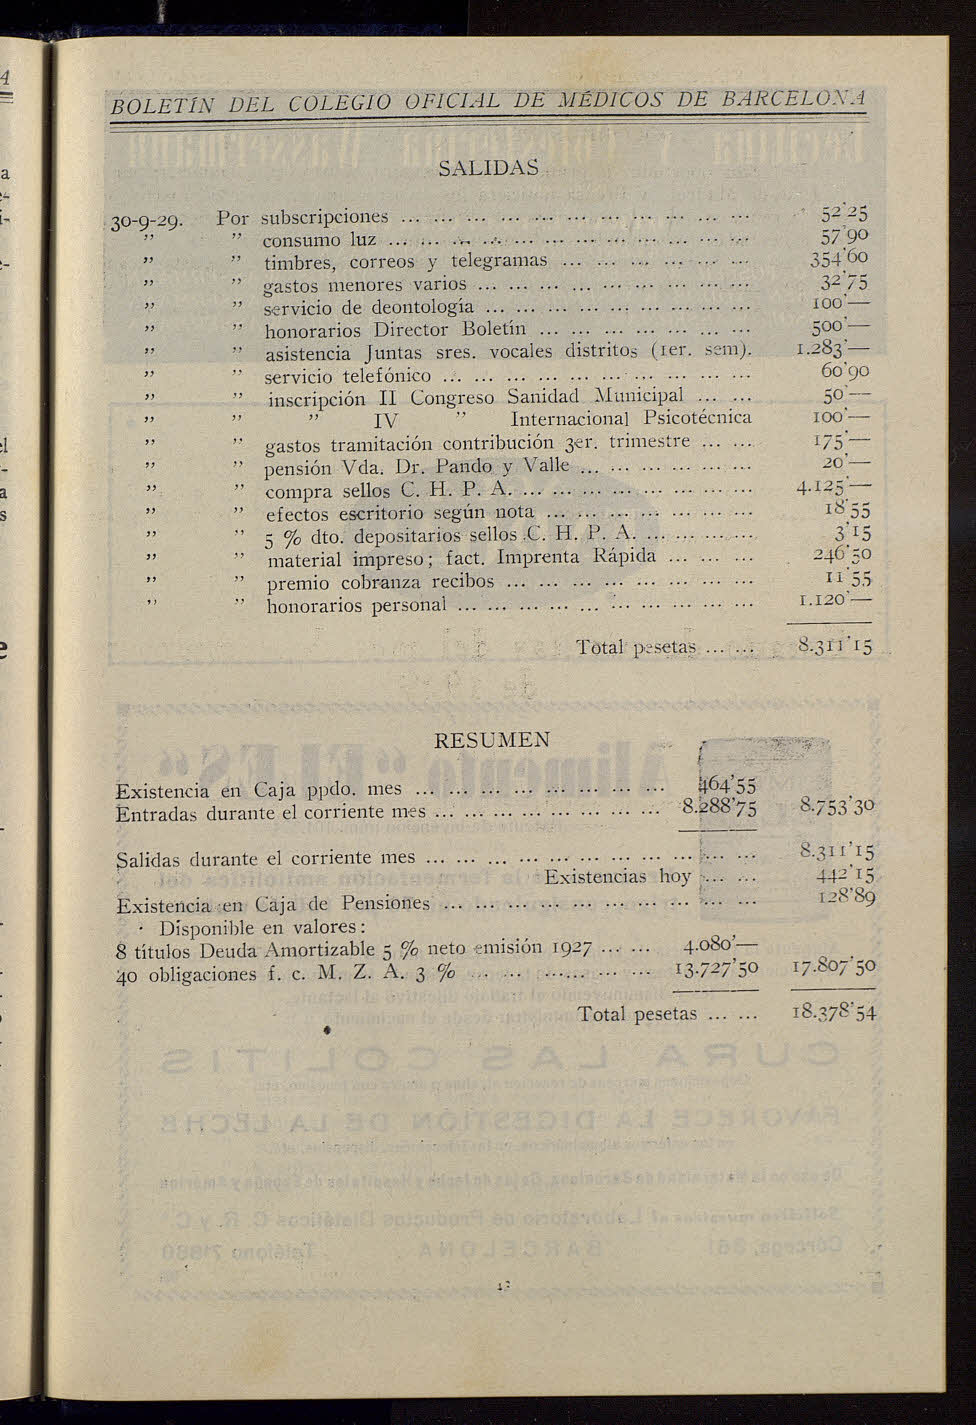 BOLETÍN DEL COLEGIO OFICIAL DE MÉDICOS DE BARCELONA
SALIDAS
30-9-29. Por subscripciones ... ... ... ... ... ... ... ... ... ... ... 52'25
” ” consumo luz ... ... ... ... ... ... ... ... ... ... ... 57'90
” ” timbres, correos y telegramas ... ... ... ... ... ... 354'60
” ” gastos menores varios ... ... ... ... ... ... ... ... ... 32'75
” ” servicio de deontología ... ... ... ... ... ... ... ... ... 100'—
” ” honorarios Director Boletín ... ... ... ... ... ... ... 500'—
” ” asistencia Juntas sres. vocales distritos (1er. sem). 1.283'—
” ” servicio telefónico ... ... ... ... ... ... ... ... ... ... 60'90
” ” inscripción II Congreso Sanidad Municipal ... ... 50'—
” ” ” IV ” Internacional Psicotécnica 100'—
” ” gastos tramitación contribución 3er. trimestre ... ... 175'—
” ” pensión Vda. Dr. Pando y Valle ... ... ... ... ... ... 20'—
” ” compra sellos C. H. P. A. ... ... ... ... ... ... ... ... 4.125'—
” ” efectos escritorio según nota ... ... ... ... ... ... ... 18'55
” ” 5 % dto. depositarios sellos C. H. P. A. ... ... ... ... 3'15
” ” material impreso; fact. Imprenta Rápida ... ... ... 246'50
” ” premio cobranza recibos ... ... ... ... ... ... ... ... 11'55
” ” honorarios personal ... ... ... ... ... ... ... ... ... ... 1.120'—
Total pesetas ... ... 8.311'15
RESUMEN
Existencia en Caja ppdo. mes ... ... ... ... ... ... ... ... 464'55
Entradas durante el corriente mes ... ... ... ... ... ... ... 8.288'75 8.753'30
Salidas durante el corriente mes ... ... ... ... ... ... ... ... ... ... ... 8.311'15
Existencias hoy ... ... 442'15
Existencia en Caja de Pensiones ... ... ... ... ... ... ... ... ... ... 128'89
Disponible en valores:
8 títulos Deuda Amortizable 5 % neto emisión 1927 ... ... 4.080'—
40 obligaciones f. c. M. Z. A. 3 % ... ... ... ... ... ... 13.727'50 17.807'50
Total pesetas ... ... 18.378'54